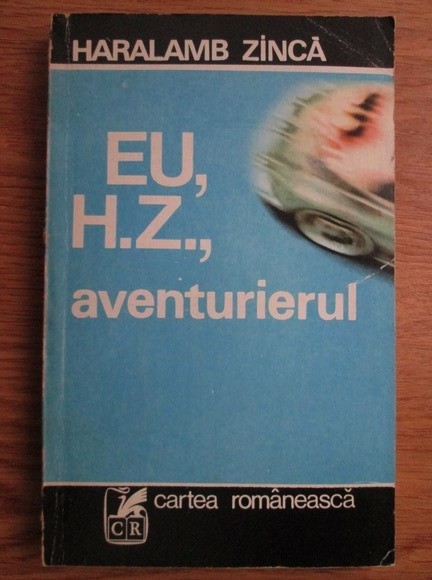 HARALAMB ZINCĂ
EU,
H.Z.,
aventurierul
CR
cartea românească